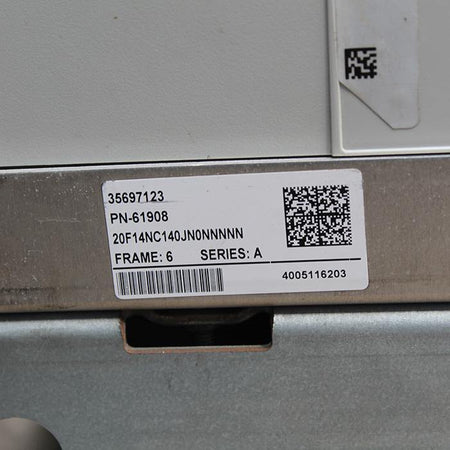 35697123
PN-61908
20F14NC140JN0NNNNN
FRAME: 6 SERIES: A
4005116203